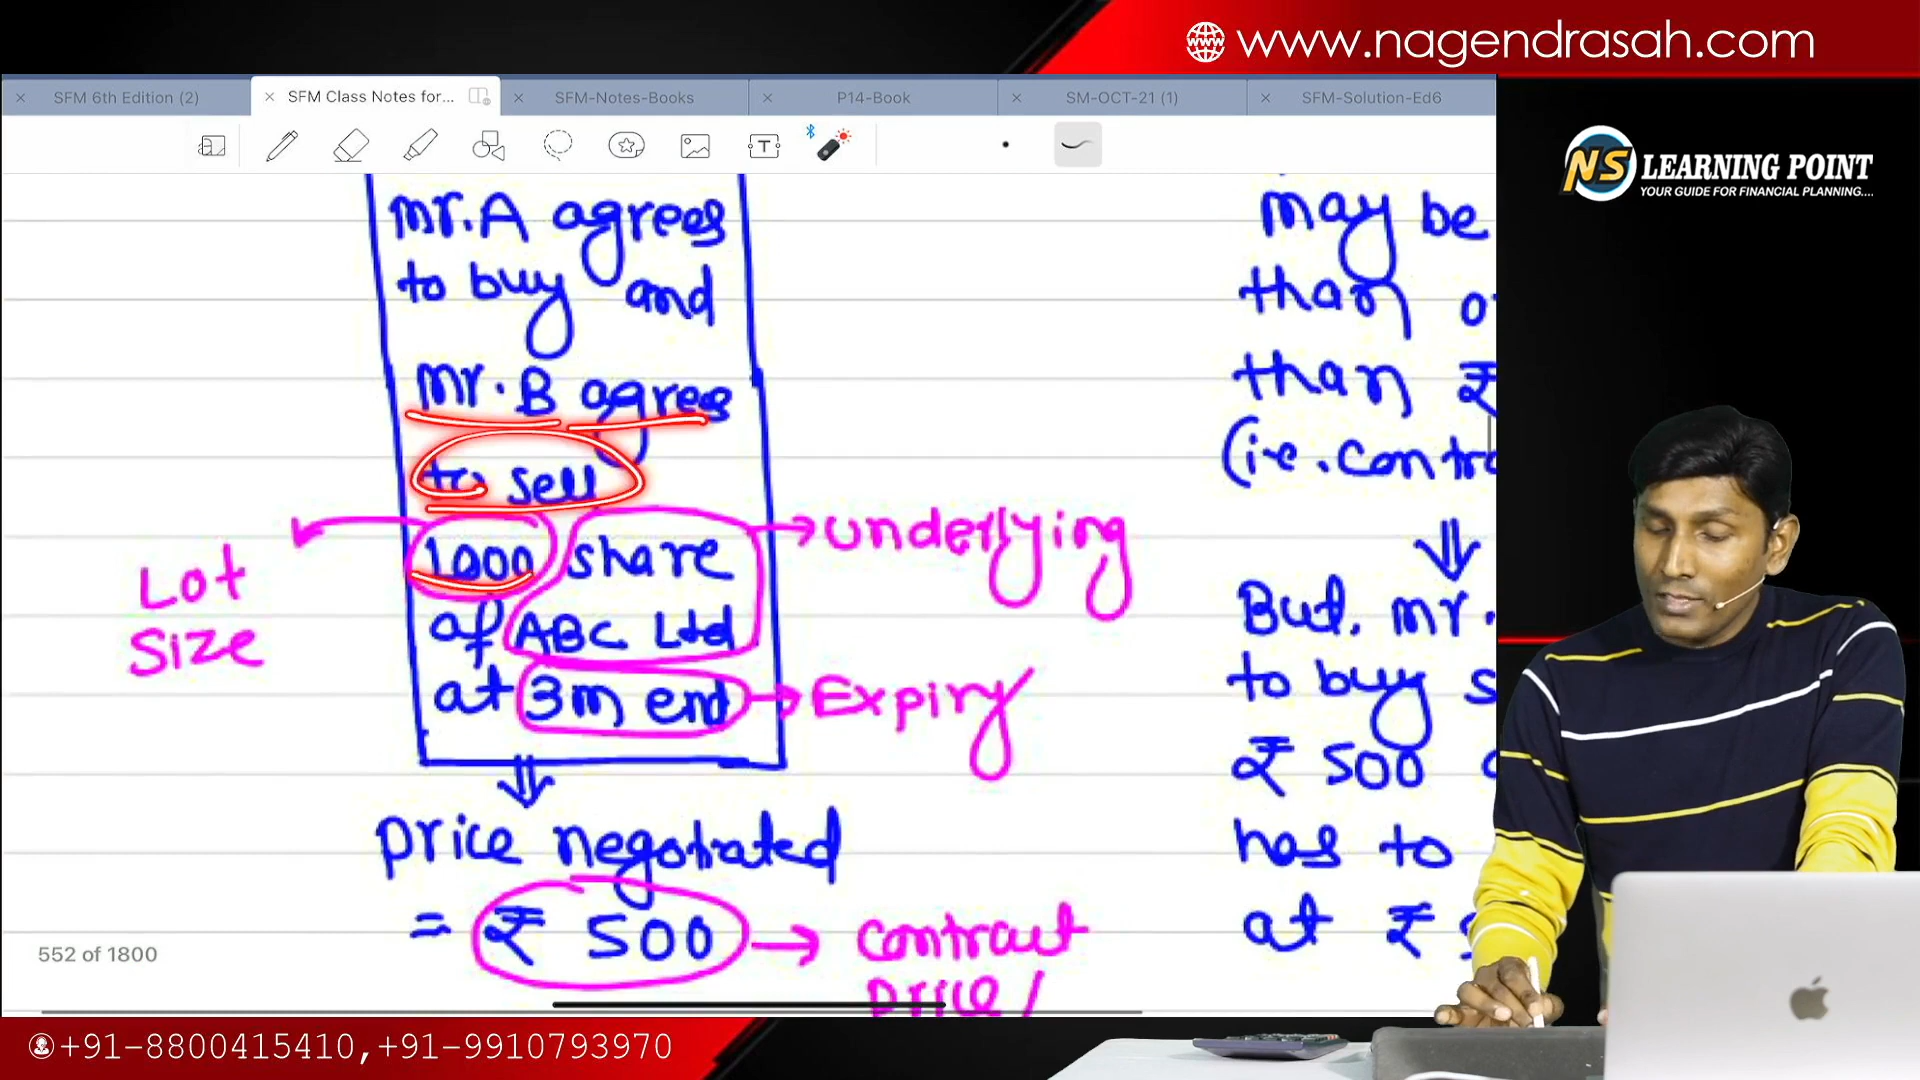 www.nagendrasah.com
SFM 6th Edition (2)
SFM Class Notes for...
SFM-Notes-Books
P14-Book
SM-OCT-21 (1)
SFM-Solution-Ed6
T
NS LEARNING POINT
YOUR GUIDE FOR FINANCIAL PLANNING....
Mr. A agrees
to buy and
Mr. B agrees
to sell
1000 share
of ABC Ltd
at 3m end
Lot
Size
Underlying
Expiry
price negotiated
= ₹ 500
contract
price/
may be
than
than ₹
(i.e. contra
⇓
But. Mr.
to buy s
₹ 500
has to
at ₹
552 of 1800
+91-8800415410,+91-9910793970